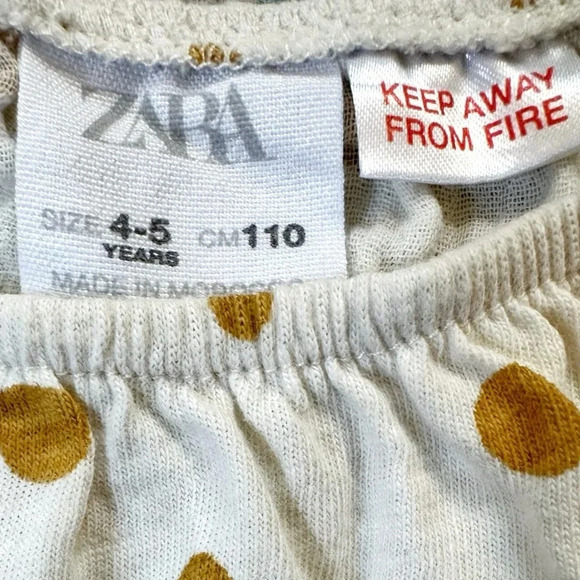 ZARA
SIZE 4-5 CM 110
YEARS
MADE IN MOROCCO
KEEP AWAY
FROM FIRE